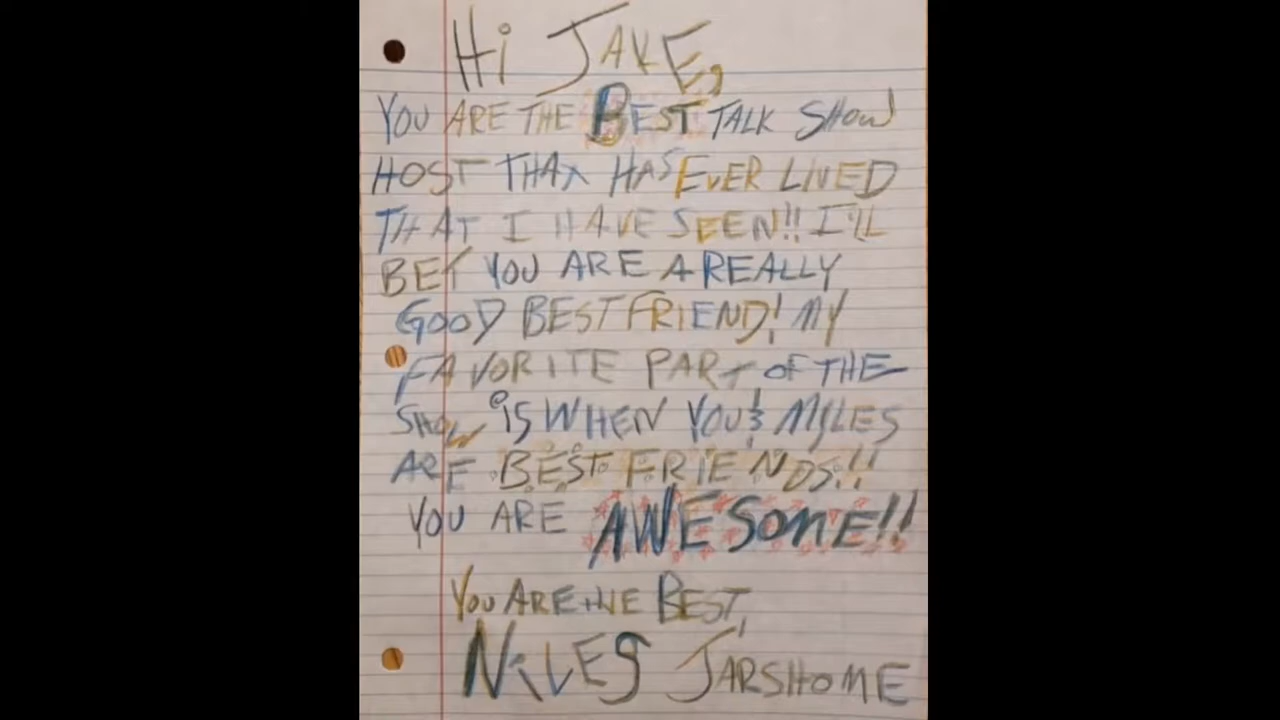 Hi JAKE,
YOU ARE THE BEST TALK SHOW
HOST THAT HAS EVER LIVED
THAT I HAVE SEEN!! I'LL
BET YOU ARE A REALLY
GOOD BEST FRIEND! MY
FAVORITE PART OF THE
SHOW IS WHEN YOU & MYLES
ARE BEST FRIENDS!!
YOU ARE AWESOME!!
YOU ARE THE BEST,
NILES JARSHOME